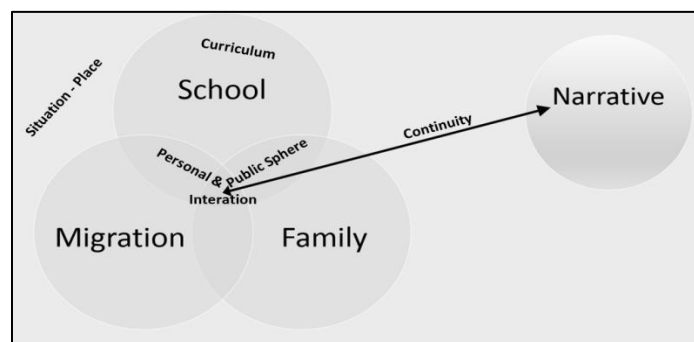 Curriculum
School
Situation - Place
Narrative
Continuity
Personal & Public Sphere
Interation
Migration
Family